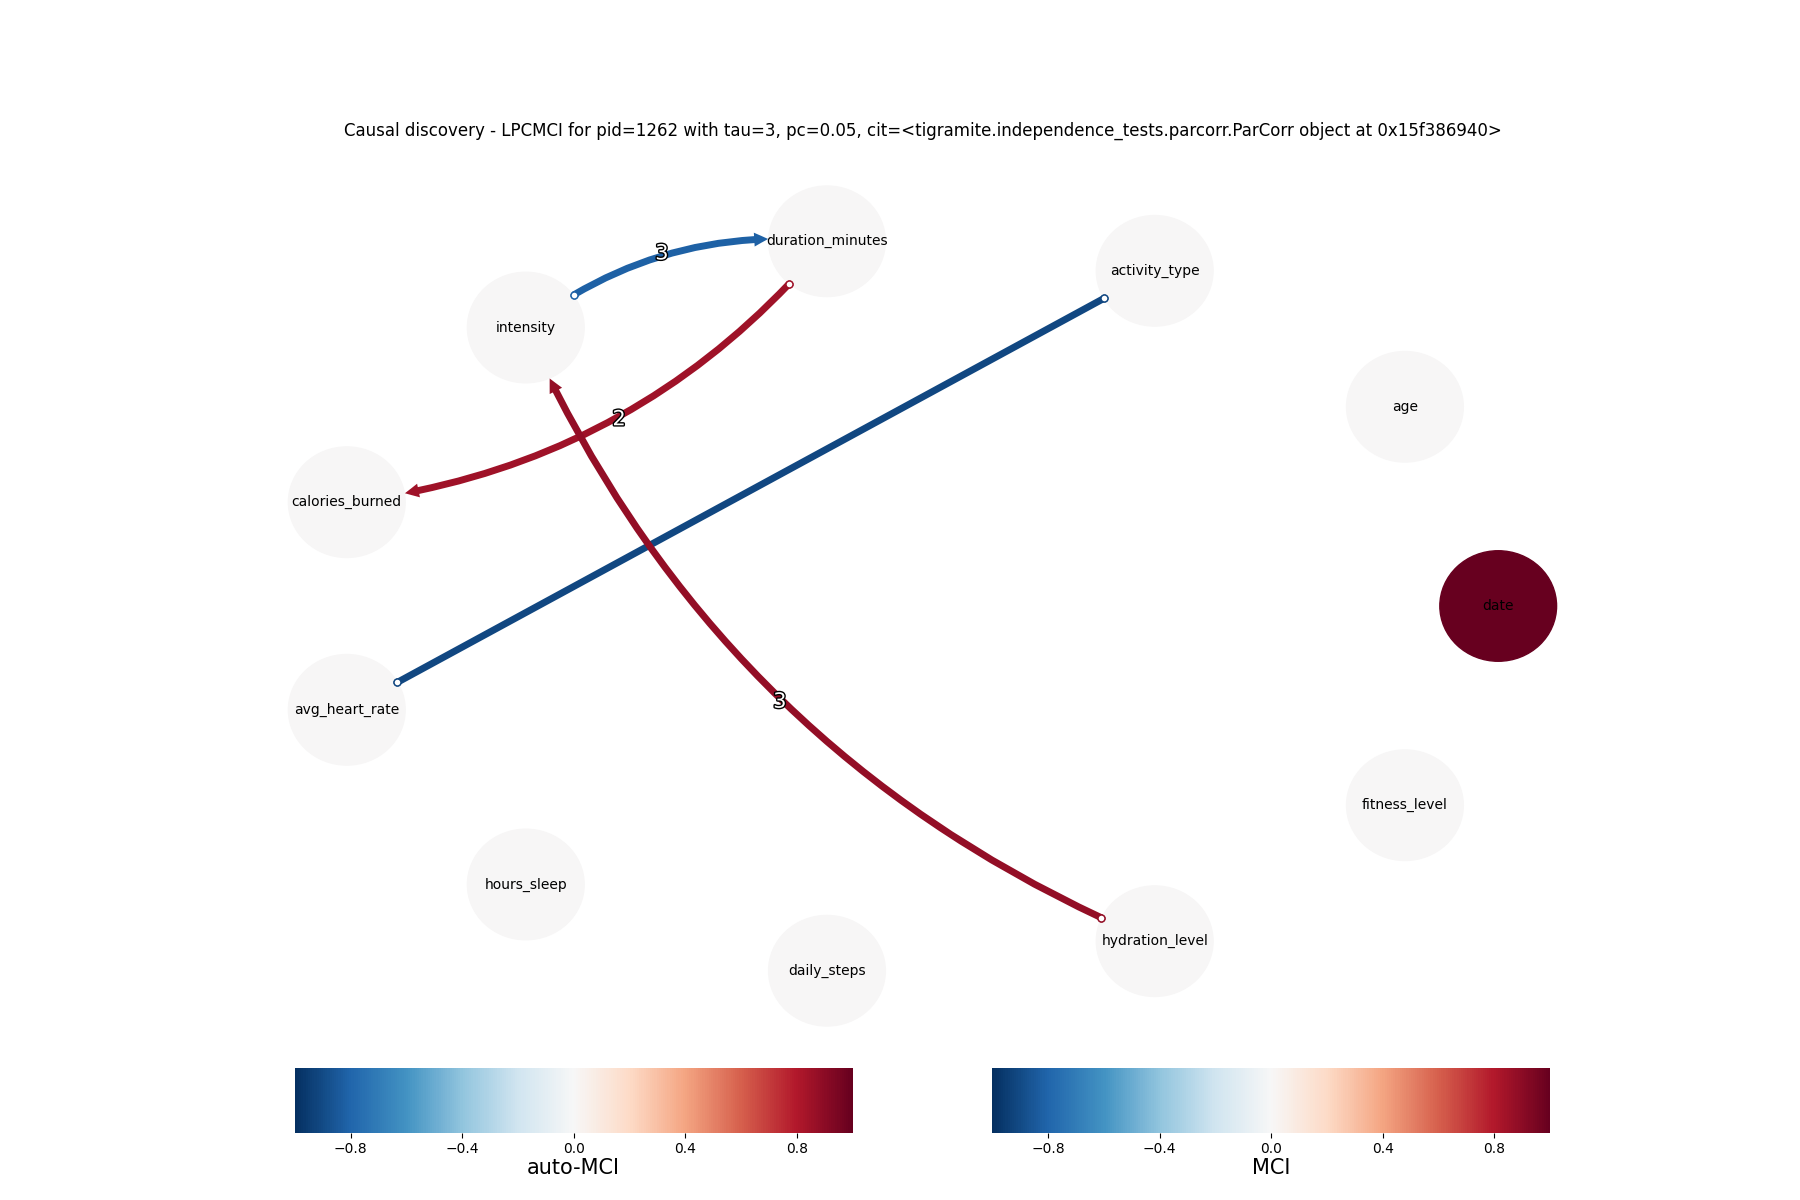 Causal discovery - LPCMCI for pid=1262 with tau=3, pc=0.05, cit=<tigramite.independence_tests.parcorr.ParCorr object at 0x15f386940>
duration_minutes
3
activity_type
intensity
age
2
calories_burned
date
3
avg_heart_rate
fitness_level
hours_sleep
hydration_level
daily_steps
−0.8 −0.4 0.0 0.4 0.8
auto-MCI
−0.8 −0.4 0.0 0.4 0.8
MCI